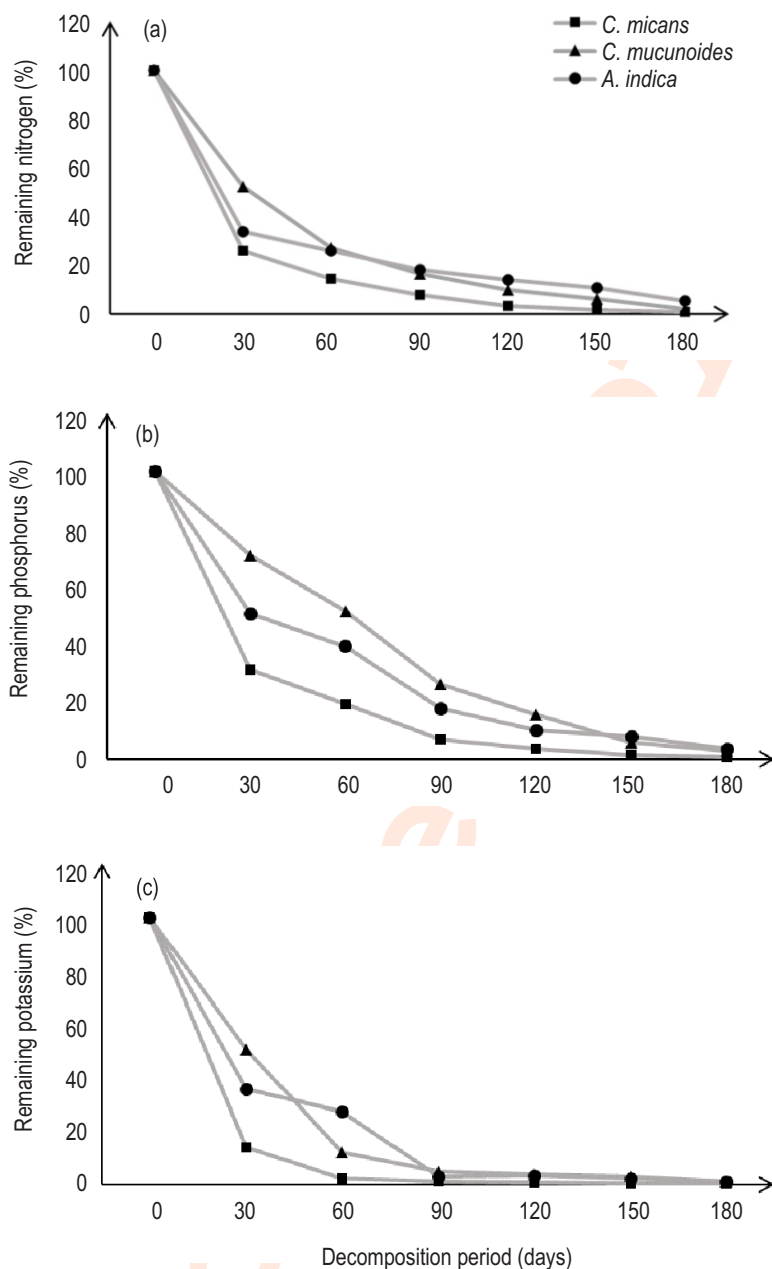 120
(a)
C. micans
C. mucunoides
A. indica
100
80
60
40
20
0
Remaining nitrogen (%)
0 30 60 90 120 150 180
120
(b)
100
80
60
40
20
0
Remaining phosphorus (%)
0 30 60 90 120 150 180
120
(c)
100
80
60
40
20
0
Remaining potassium (%)
0 30 60 90 120 150 180
Decomposition period (days)